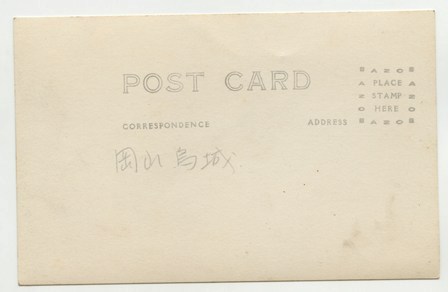 POST CARD
PLACE
STAMP
HERE
CORRESPONDENCE
ADDRESS
岡山烏城